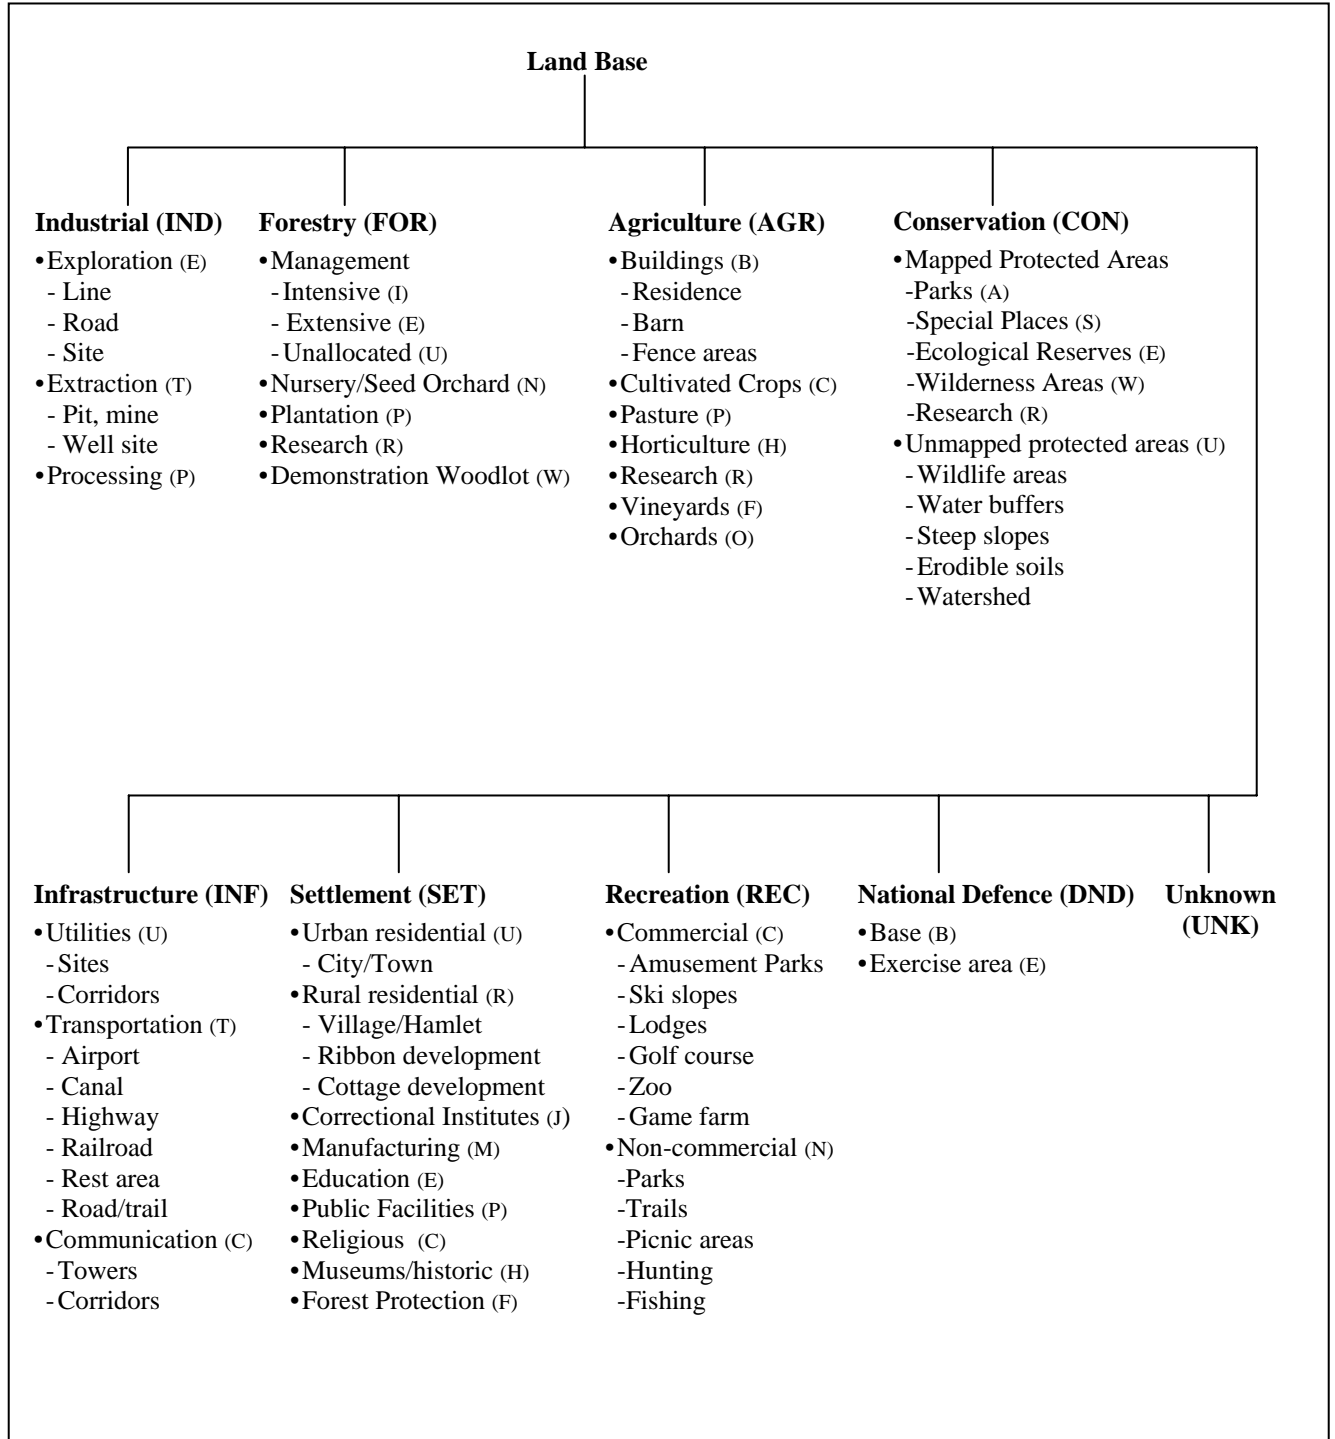 Land Base
Industrial (IND)
•Exploration (E)
- Line
- Road
- Site
•Extraction (T)
- Pit, mine
- Well site
•Processing (P)
Forestry (FOR)
•Management
-Intensive (I)
- Extensive (E)
-Unallocated (U)
•Nursery/Seed Orchard (N)
•Plantation (P)
•Research (R)
•Demonstration Woodlot (W)
Agriculture (AGR)
•Buildings (B)
-Residence
-Barn
-Fence areas
•Cultivated Crops (C)
•Pasture (P)
•Horticulture (H)
•Research (R)
•Vineyards (F)
•Orchards (O)
Conservation (CON)
•Mapped Protected Areas
-Parks (A)
-Special Places (S)
-Ecological Reserves (E)
-Wilderness Areas (W)
-Research (R)
•Unmapped protected areas (U)
-Wildlife areas
-Water buffers
-Steep slopes
-Erodible soils
-Watershed
Infrastructure (INF)
•Utilities (U)
-Sites
-Corridors
•Transportation (T)
- Airport
- Canal
- Highway
- Railroad
- Rest area
- Road/trail
•Communication (C)
-Towers
-Corridors
Settlement (SET)
•Urban residential (U)
- City/Town
•Rural residential (R)
- Village/Hamlet
- Ribbon development
- Cottage development
•Correctional Institutes (J)
•Manufacturing (M)
•Education (E)
•Public Facilities (P)
•Religious (C)
•Museums/historic (H)
•Forest Protection (F)
Recreation (REC)
•Commercial (C)
-Amusement Parks
-Ski slopes
-Lodges
-Golf course
-Zoo
-Game farm
•Non-commercial (N)
-Parks
-Trails
-Picnic areas
-Hunting
-Fishing
National Defence (DND)
•Base (B)
•Exercise area (E)
Unknown
(UNK)